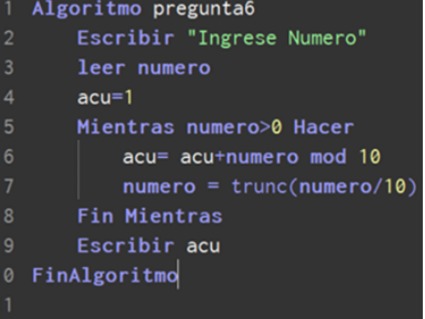 1 Algoritmo pregunta6
2 Escribir "Ingrese Numero"
3 leer numero
4 acu=1
5 Mientras numero>0 Hacer
6 acu= acu+numero mod 10
7 numero = trunc(numero/10)
8 Fin Mientras
9 Escribir acu
0 FinAlgoritmo
1